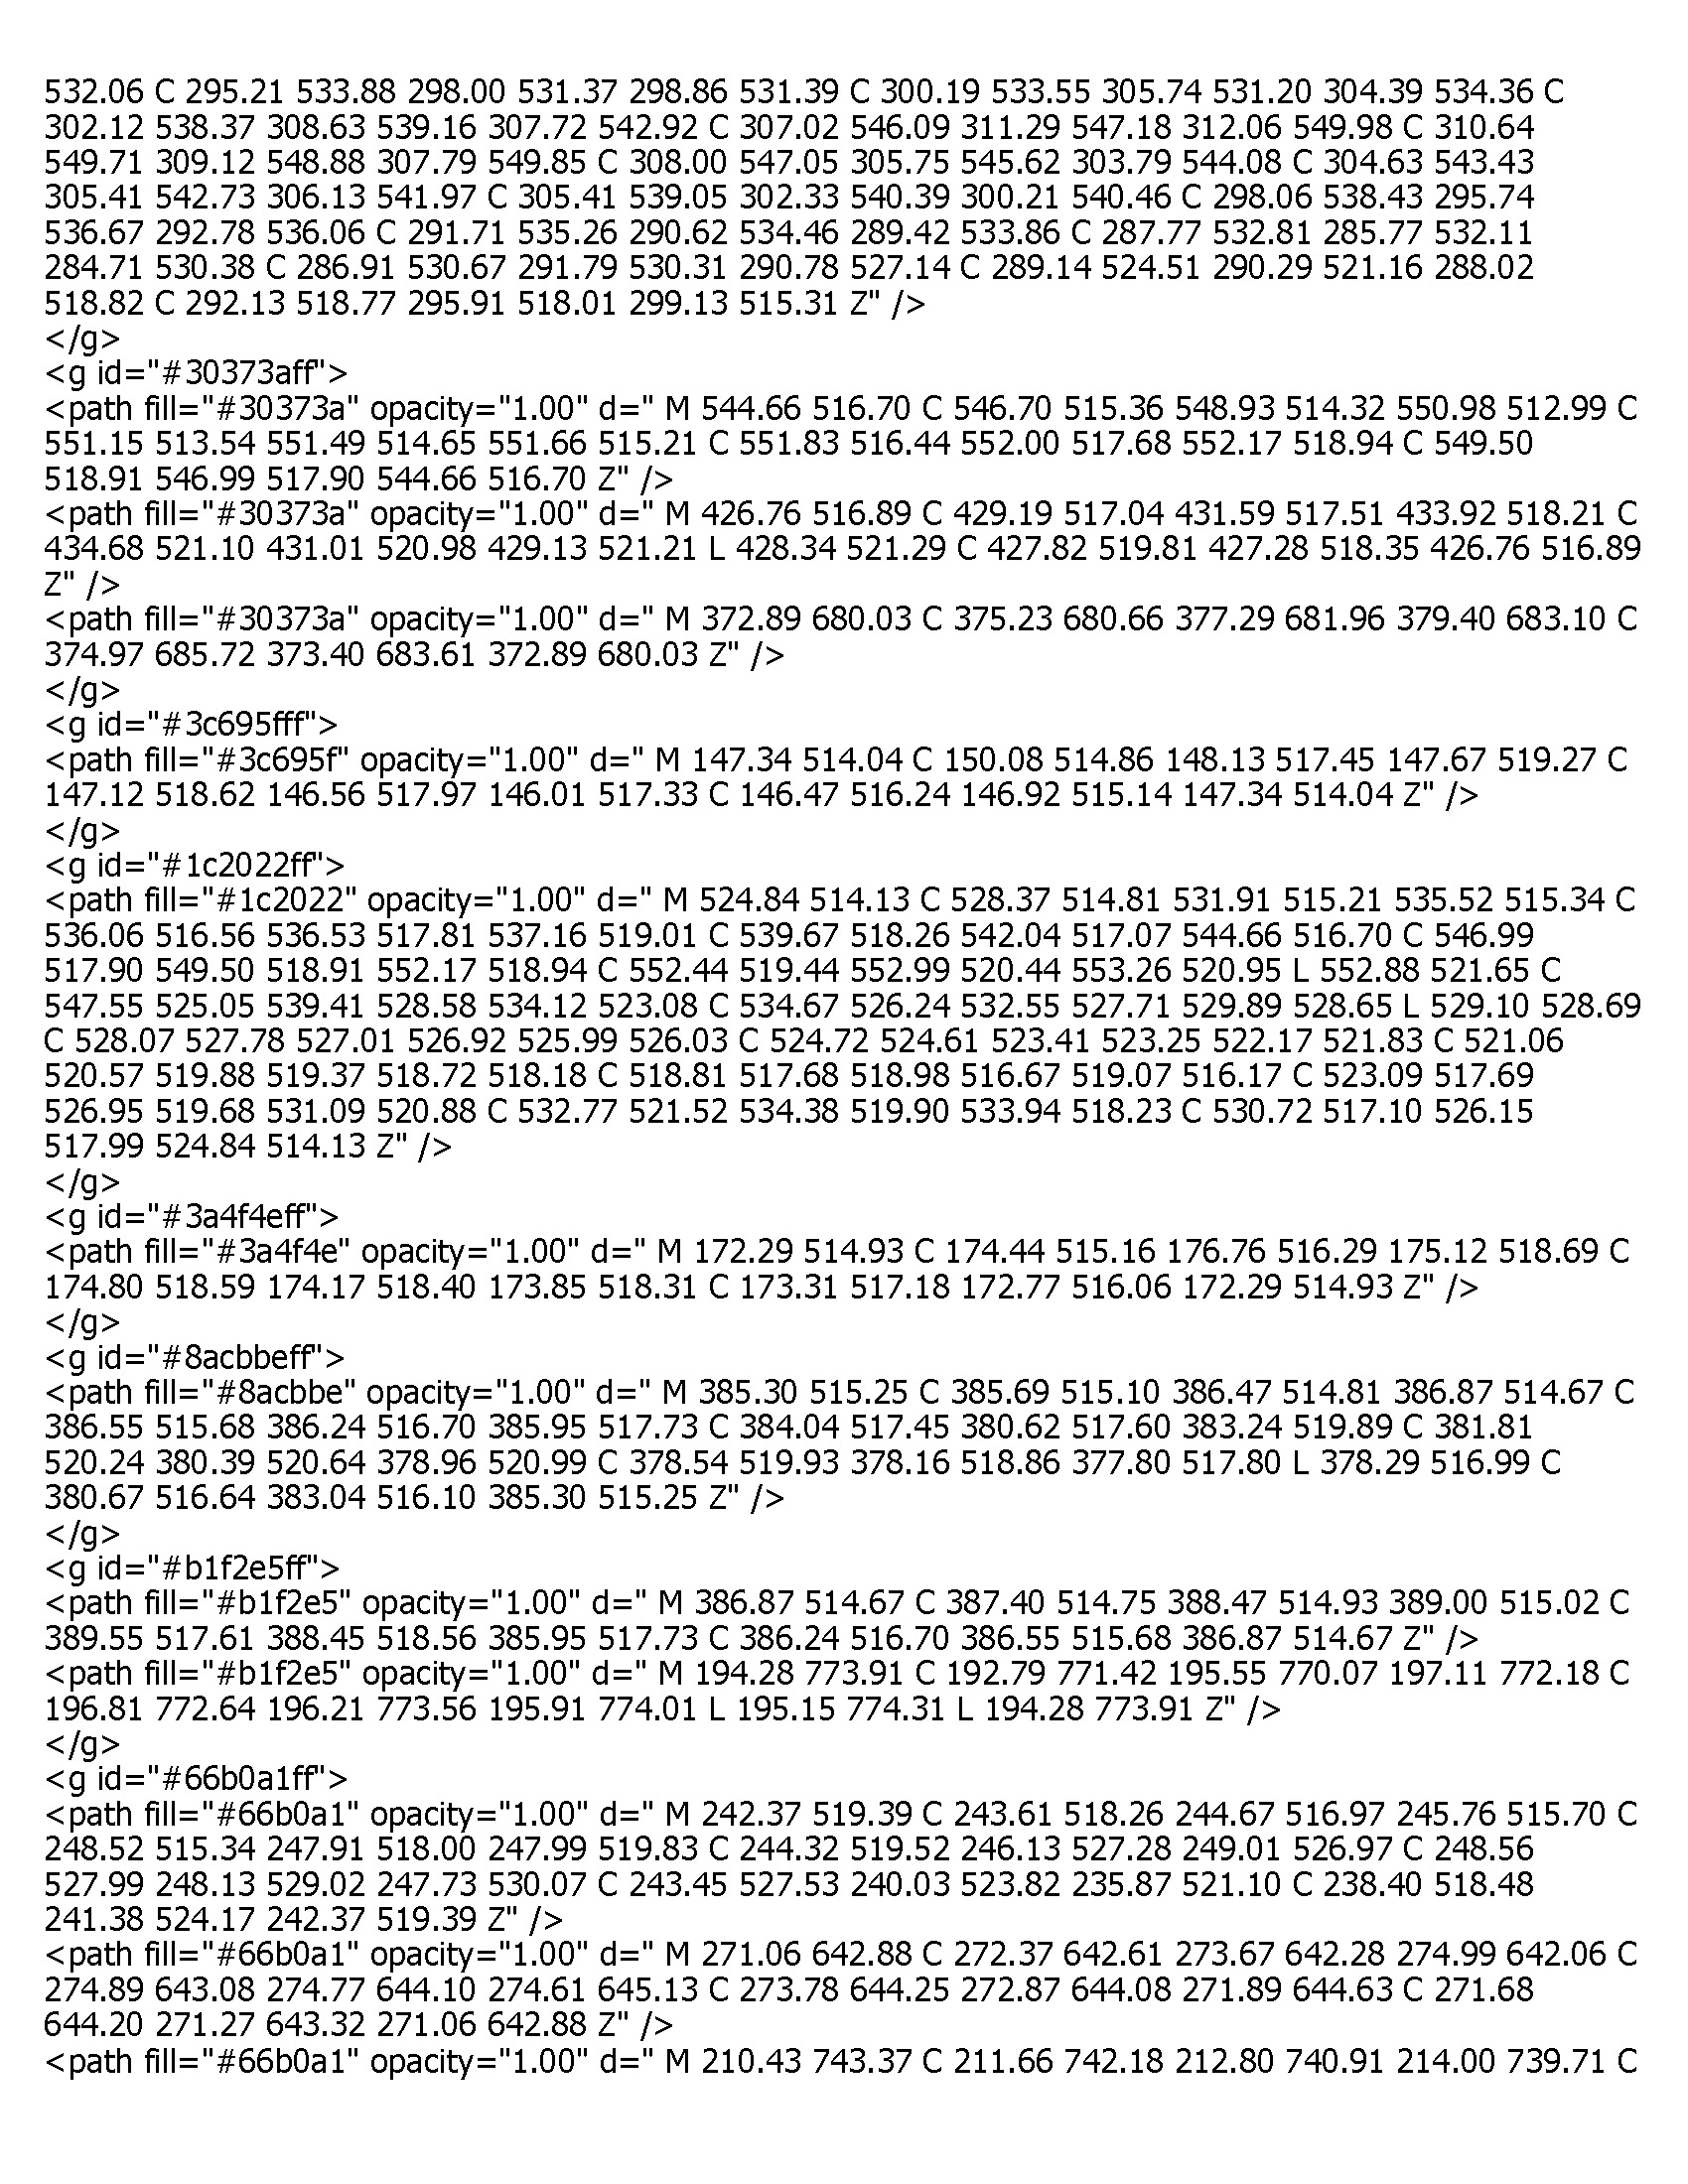 532.06 C 295.21 533.88 298.00 531.37 298.86 531.39 C 300.19 533.55 305.74 531.20 304.39 534.36 C
302.12 538.37 308.63 539.16 307.72 542.92 C 307.02 546.09 311.29 547.18 312.06 549.98 C 310.64
549.71 309.12 548.88 307.79 549.85 C 308.00 547.05 305.75 545.62 303.79 544.08 C 304.63 543.43
305.41 542.73 306.13 541.97 C 305.41 539.05 302.33 540.39 300.21 540.46 C 298.06 538.43 295.74
536.67 292.78 536.06 C 291.71 535.26 290.62 534.46 289.42 533.86 C 287.77 532.81 285.77 532.11
284.71 530.38 C 286.91 530.67 291.79 530.31 290.78 527.14 C 289.14 524.51 290.29 521.16 288.02
518.82 C 292.13 518.77 295.91 518.01 299.13 515.31 Z" />
</g>
<g id="#30373aff">
<path fill="#30373a" opacity="1.00" d=" M 544.66 516.70 C 546.70 515.36 548.93 514.32 550.98 512.99 C
551.15 513.54 551.49 514.65 551.66 515.21 C 551.83 516.44 552.00 517.68 552.17 518.94 C 549.50
518.91 546.99 517.90 544.66 516.70 Z" />
<path fill="#30373a" opacity="1.00" d=" M 426.76 516.89 C 429.19 517.04 431.59 517.51 433.92 518.21 C
434.68 521.10 431.01 520.98 429.13 521.21 L 428.34 521.29 C 427.82 519.81 427.28 518.35 426.76 516.89
Z" />
<path fill="#30373a" opacity="1.00" d=" M 372.89 680.03 C 375.23 680.66 377.29 681.96 379.40 683.10 C
374.97 685.72 373.40 683.61 372.89 680.03 Z" />
</g>
<g id="#3c695fff">
<path fill="#3c695f" opacity="1.00" d=" M 147.34 514.04 C 150.08 514.86 148.13 517.45 147.67 519.27 C
147.12 518.62 146.56 517.97 146.01 517.33 C 146.47 516.24 146.92 515.14 147.34 514.04 Z" />
</g>
<g id="#1c2022ff">
<path fill="#1c2022" opacity="1.00" d=" M 524.84 514.13 C 528.37 514.81 531.91 515.21 535.52 515.34 C
536.06 516.56 536.53 517.81 537.16 519.01 C 539.67 518.26 542.04 517.07 544.66 516.70 C 546.99
517.90 549.50 518.91 552.17 518.94 C 552.44 519.44 552.99 520.44 553.26 520.95 L 552.88 521.65 C
547.55 525.05 539.41 528.58 534.12 523.08 C 534.67 526.24 532.55 527.71 529.89 528.65 L 529.10 528.69
C 528.07 527.78 527.01 526.92 525.99 526.03 C 524.72 524.61 523.41 523.25 522.17 521.83 C 521.06
520.57 519.88 519.37 518.72 518.18 C 518.81 517.68 518.98 516.67 519.07 516.17 C 523.09 517.69
526.95 519.68 531.09 520.88 C 532.77 521.52 534.38 519.90 533.94 518.23 C 530.72 517.10 526.15
517.99 524.84 514.13 Z" />
</g>
<g id="#3a4f4eff">
<path fill="#3a4f4e" opacity="1.00" d=" M 172.29 514.93 C 174.44 515.16 176.76 516.29 175.12 518.69 C
174.80 518.59 174.17 518.40 173.85 518.31 C 173.31 517.18 172.77 516.06 172.29 514.93 Z" />
</g>
<g id="#8acbbeff">
<path fill="#8acbbe" opacity="1.00" d=" M 385.30 515.25 C 385.69 515.10 386.47 514.81 386.87 514.67 C
386.55 515.68 386.24 516.70 385.95 517.73 C 384.04 517.45 380.62 517.60 383.24 519.89 C 381.81
520.24 380.39 520.64 378.96 520.99 C 378.54 519.93 378.16 518.86 377.80 517.80 L 378.29 516.99 C
380.67 516.64 383.04 516.10 385.30 515.25 Z" />
</g>
<g id="#b1f2e5ff">
<path fill="#b1f2e5" opacity="1.00" d=" M 386.87 514.67 C 387.40 514.75 388.47 514.93 389.00 515.02 C
389.55 517.61 388.45 518.56 385.95 517.73 C 386.24 516.70 386.55 515.68 386.87 514.67 Z" />
<path fill="#b1f2e5" opacity="1.00" d=" M 194.28 773.91 C 192.79 771.42 195.55 770.07 197.11 772.18 C
196.81 772.64 196.21 773.56 195.91 774.01 L 195.15 774.31 L 194.28 773.91 Z" />
</g>
<g id="#66b0a1ff">
<path fill="#66b0a1" opacity="1.00" d=" M 242.37 519.39 C 243.61 518.26 244.67 516.97 245.76 515.70 C
248.52 515.34 247.91 518.00 247.99 519.83 C 244.32 519.52 246.13 527.28 249.01 526.97 C 248.56
527.99 248.13 529.02 247.73 530.07 C 243.45 527.53 240.03 523.82 235.87 521.10 C 238.40 518.48
241.38 524.17 242.37 519.39 Z" />
<path fill="#66b0a1" opacity="1.00" d=" M 271.06 642.88 C 272.37 642.61 273.67 642.28 274.99 642.06 C
274.89 643.08 274.77 644.10 274.61 645.13 C 273.78 644.25 272.87 644.08 271.89 644.63 C 271.68
644.20 271.27 643.32 271.06 642.88 Z" />
<path fill="#66b0a1" opacity="1.00" d=" M 210.43 743.37 C 211.66 742.18 212.80 740.91 214.00 739.71 C